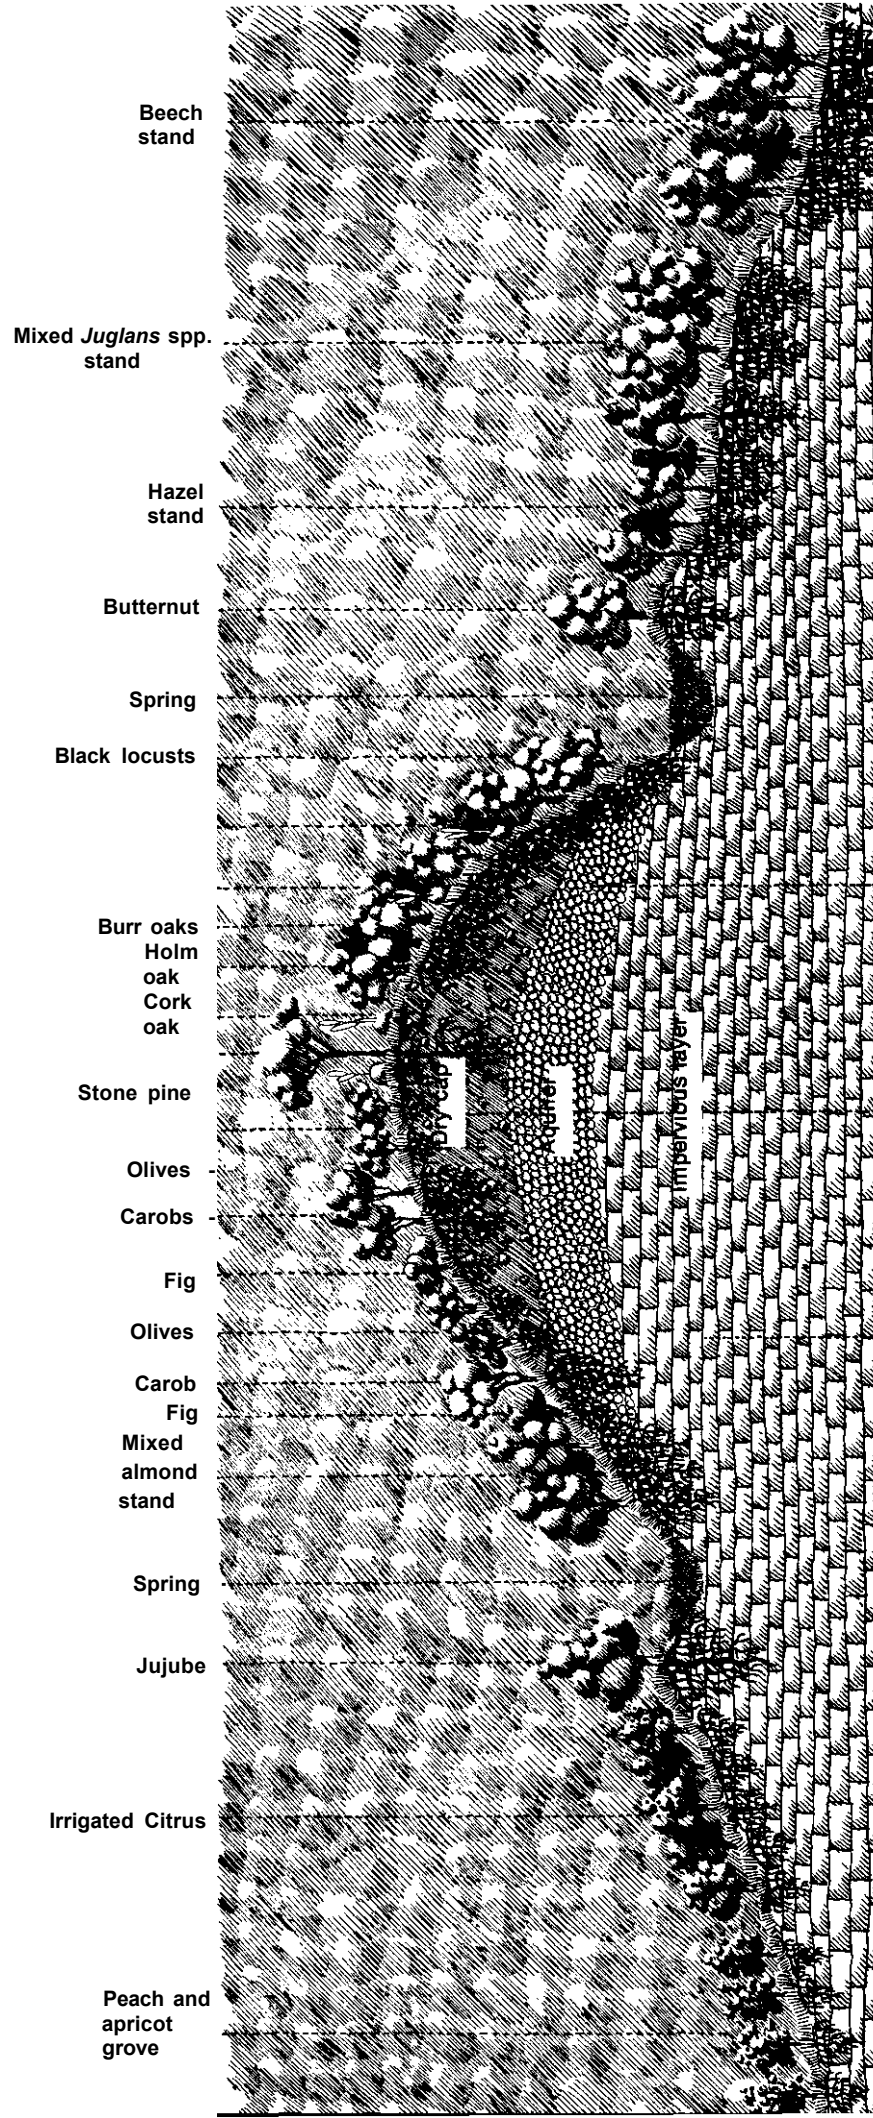 Beech
stand
Mixed Juglans spp.
stand
Hazel
stand
Butternut
Spring
Black locusts
Burr oaks
Holm
oak
Cork
oak
Stone pine
Olives
Carobs
Fig
Olives
Carob
Fig
Mixed
almond
stand
Spring
Jujube
Irrigated Citrus
Peach and
apricot
grove
Dry cap
Aquifer
Impervious layer